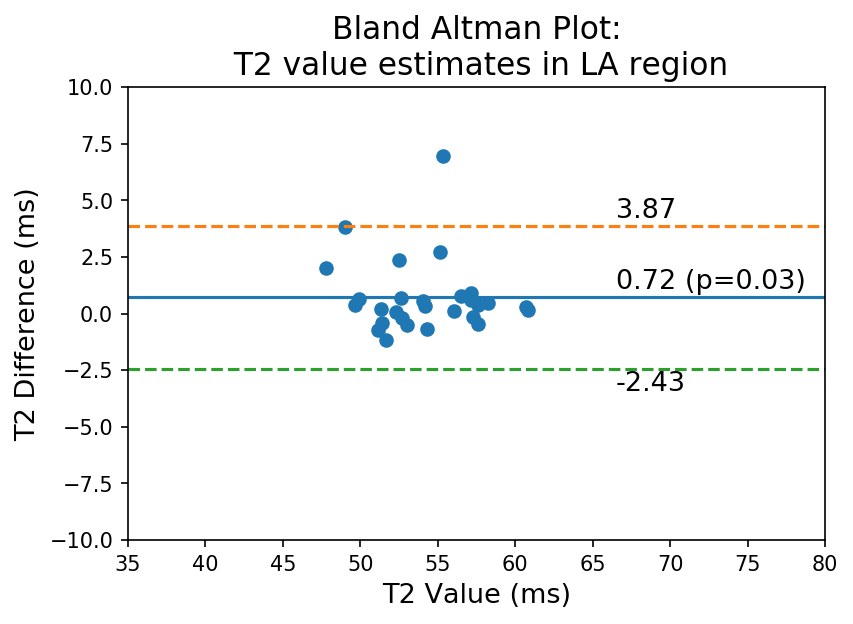 Bland Altman Plot:
T2 value estimates in LA region
10.0
7.5
5.0
2.5
0.0
−2.5
−5.0
−7.5
−10.0
T2 Difference (ms)
3.87
0.72 (p=0.03)
-2.43
35 40 45 50 55 60 65 70 75 80
T2 Value (ms)